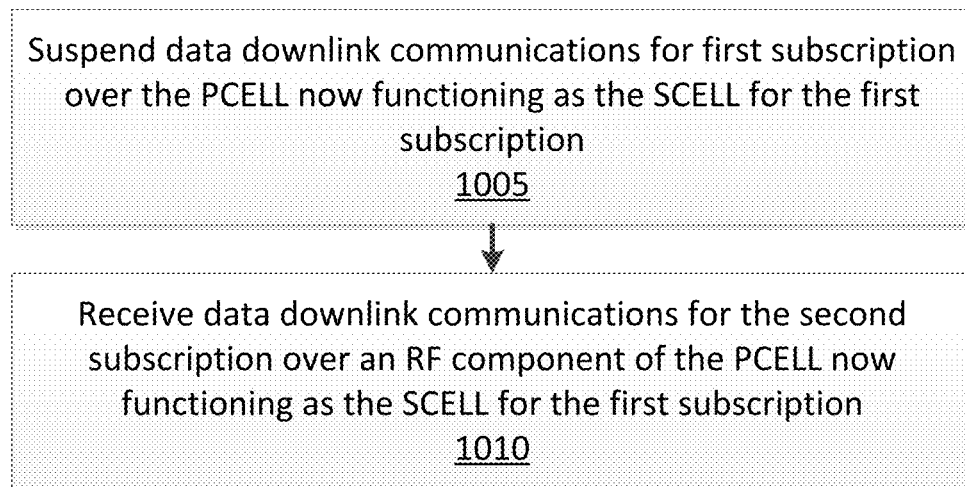 Suspend data downlink communications for first subscription
over the PCELL now functioning as the SCELL for the first
subscription
1005
Receive data downlink communications for the second
subscription over an RF component of the PCELL now
functioning as the SCELL for the first subscription
1010